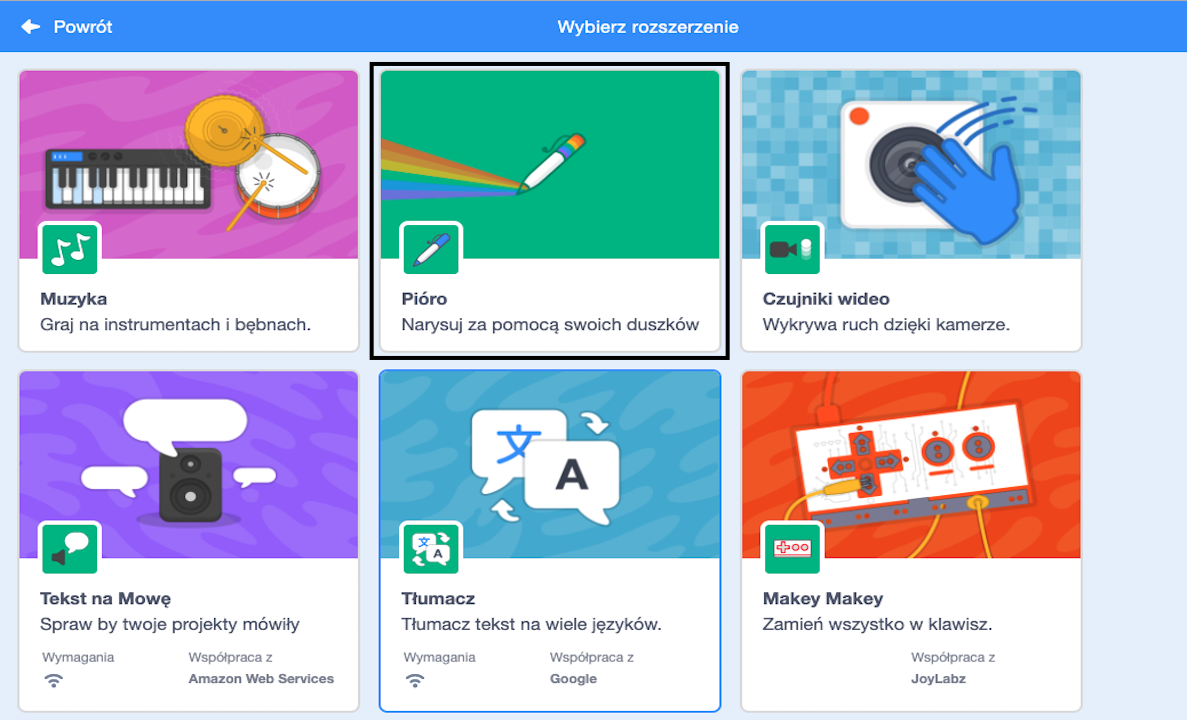 Powrót
Wybierz rozszerzenie
Muzyka
Graj na instrumentach i bębnach.
Pióro
Narysuj za pomocą swoich duszków
Czujniki wideo
Wykrywa ruch dzięki kamerze.
文 A
文 A
Tekst na Mowę
Spraw by twoje projekty mówiły
Wymagania
Współpraca z
Amazon Web Services
Tłumacz
Tłumacz tekst na wiele języków.
Wymagania
Współpraca z
Google
Makey Makey
Zamień wszystko w klawisz.
Współpraca z
JoyLabz